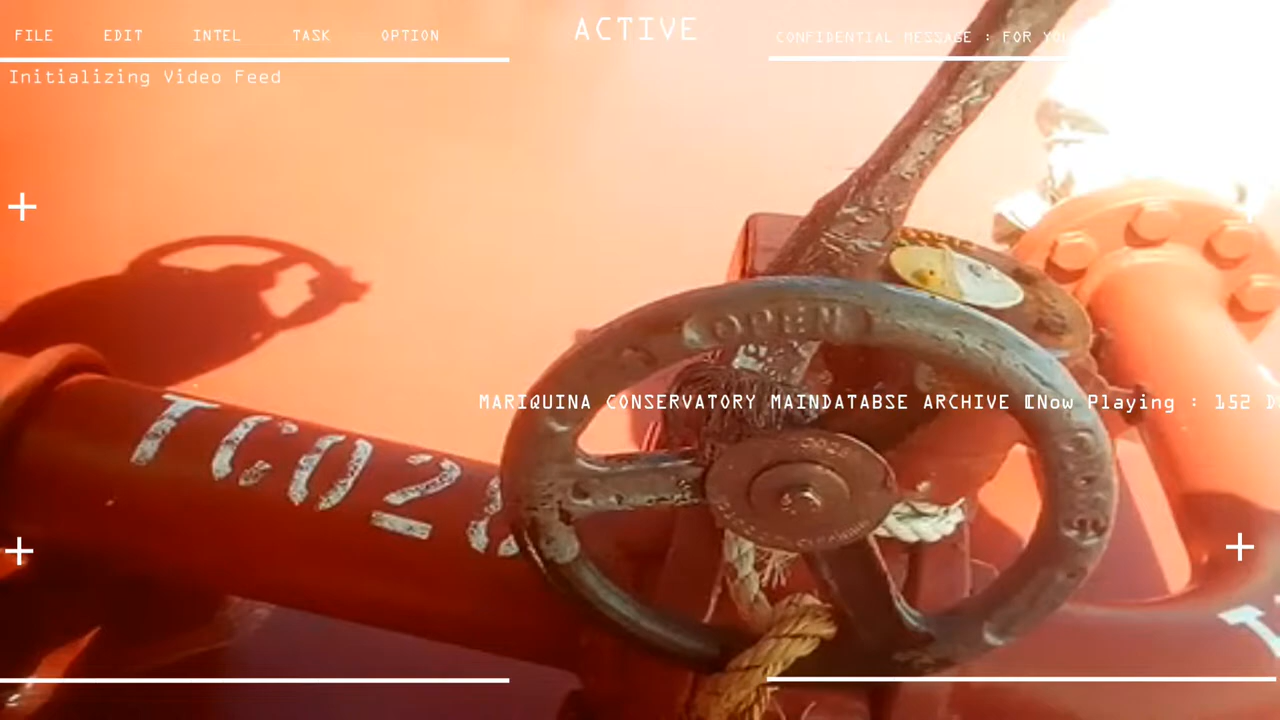 FILE EDIT INTEL TASK OPTION
ACTIVE
CONFIDENTIAL MESSAGE : FOR YOU
Initializing Video Feed
OPEN
MARIQUINA CONSERVATORY MAINDATABSE ARCHIVE [Now Playing : 152 D
TC02